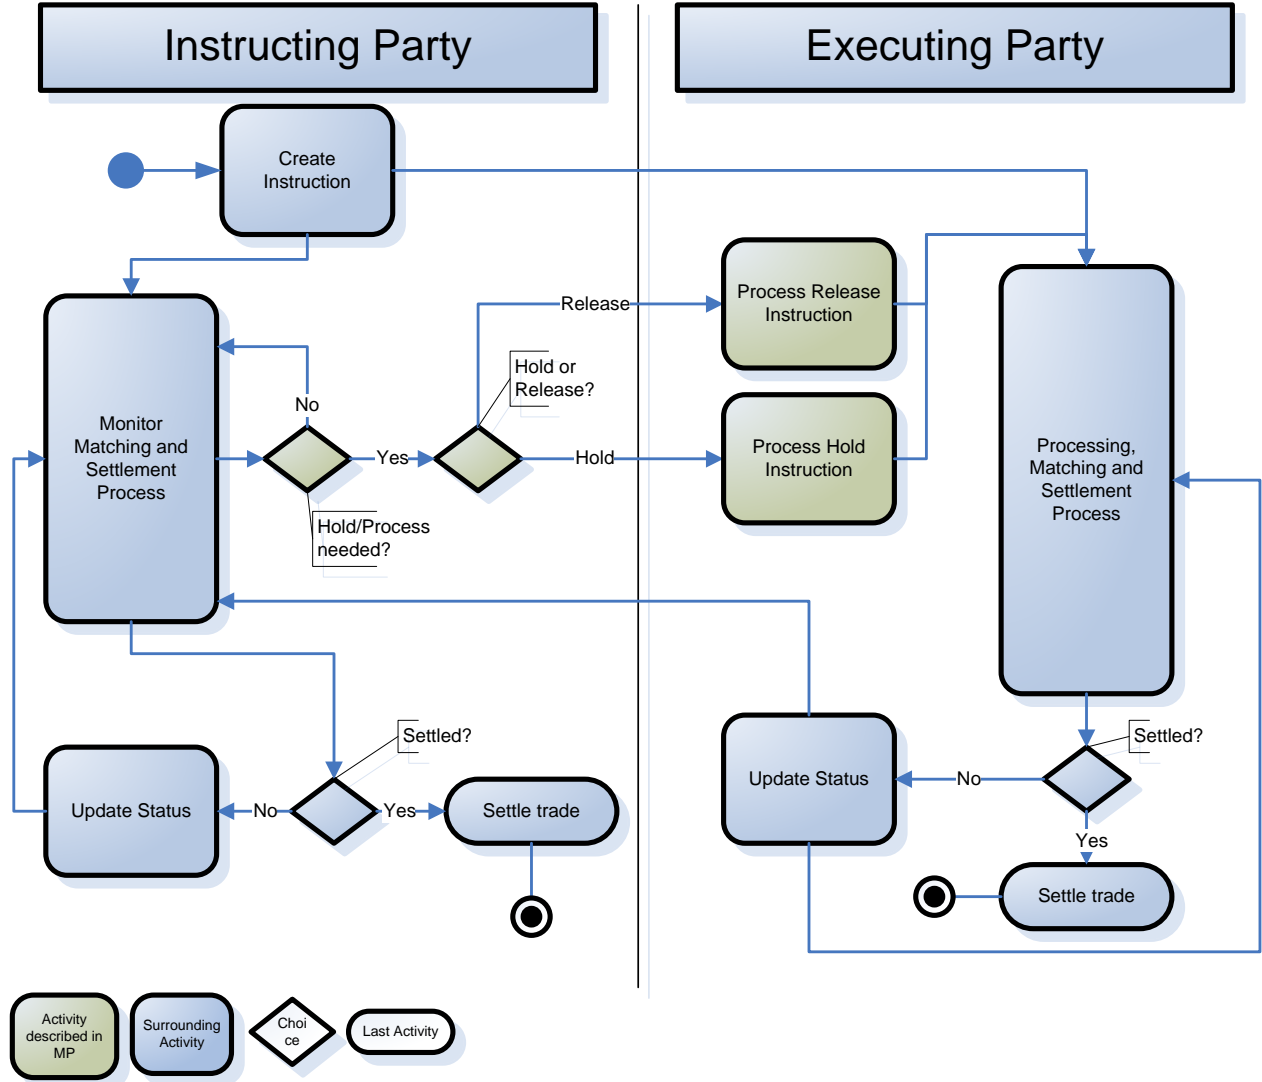 Instructing Party
Executing Party
Create
Instruction
Process Release
Instruction
Release
Hold or
Release?
No
Monitor
Matching and
Settlement
Process
Yes
Hold
Process Hold
Instruction
Processing,
Matching and
Settlement
Process
Hold/Process
needed?
Settled?
Settled?
Update Status
No
Yes
Settle trade
Update Status
No
Yes
Settle trade
Activity
described in
MP
Surrounding
Activity
Choi
ce
Last Activity